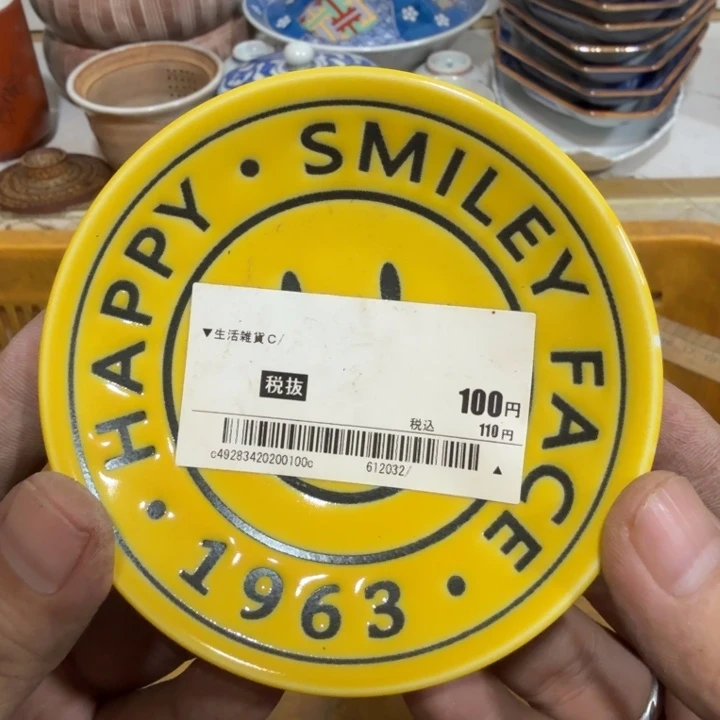 HAPPY • SMILEY FACE • 1963 •
▼生活雑貨C/
税抜
100円
税込 110円
c49283420200100c 612032/ ▲